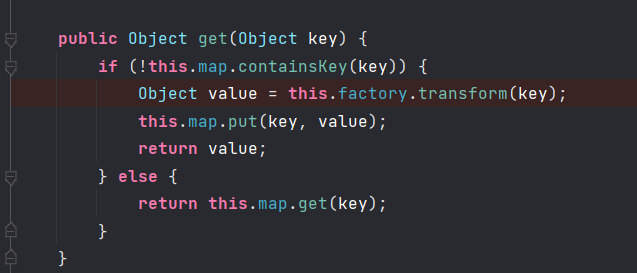 public Object get(Object key) {
if (!this.map.containsKey(key)) {
Object value = this.factory.transform(key);
this.map.put(key, value);
return value;
} else {
return this.map.get(key);
}
}